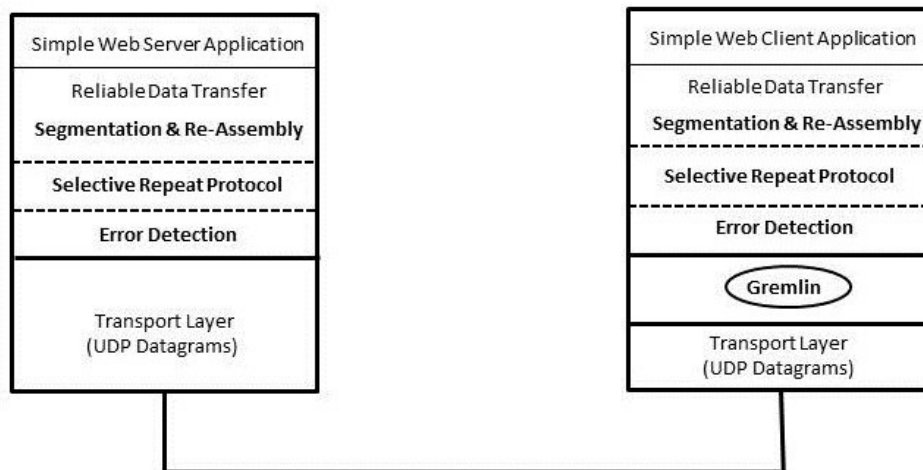 Simple Web Server Application
Reliable Data Transfer
Segmentation & Re-Assembly
Selective Repeat Protocol
Error Detection
Transport Layer
(UDP Datagrams)
Simple Web Client Application
Reliable Data Transfer
Segmentation & Re-Assembly
Selective Repeat Protocol
Error Detection
Gremlin
Transport Layer
(UDP Datagrams)